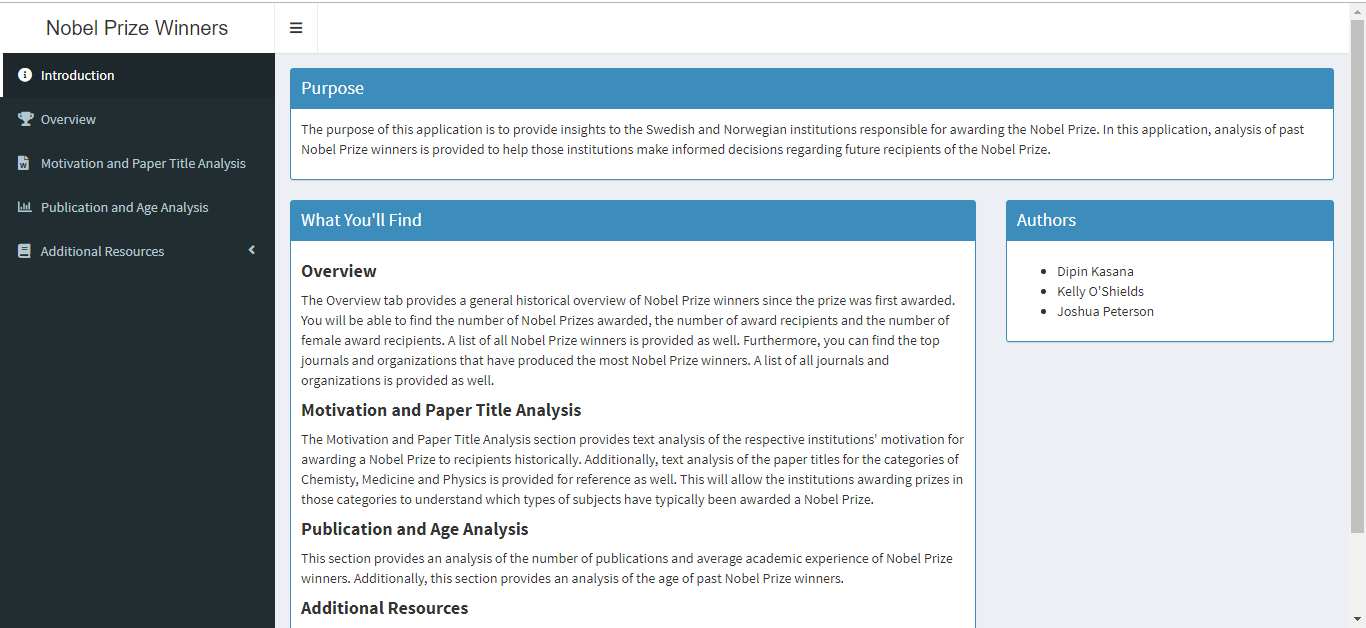 Nobel Prize Winners
Introduction
Overview
Motivation and Paper Title Analysis
Publication and Age Analysis
Additional Resources
Purpose
The purpose of this application is to provide insights to the Swedish and Norwegian institutions responsible for awarding the Nobel Prize. In this application, analysis of past
Nobel Prize winners is provided to help those institutions make informed decisions regarding future recipients of the Nobel Prize.
What You'll Find
Overview
The Overview tab provides a general historical overview of Nobel Prize winners since the prize was first awarded.
You will be able to find the number of Nobel Prizes awarded, the number of award recipients and the number of
female award recipients. A list of all Nobel Prize winners is provided as well. Furthermore, you can find the top
journals and organizations that have produced the most Nobel Prize winners. A list of all journals and
organizations is provided as well.
Motivation and Paper Title Analysis
The Motivation and Paper Title Analysis section provides text analysis of the respective institutions' motivation for
awarding a Nobel Prize to recipients historically. Additionally, text analysis of the paper titles for the categories of
Chemisty, Medicine and Physics is provided for reference as well. This will allow the institutions awarding prizes in
those categories to understand which types of subjects have typically been awarded a Nobel Prize.
Publication and Age Analysis
This section provides an analysis of the number of publications and average academic experience of Nobel Prize
winners. Additionally, this section provides an analysis of the age of past Nobel Prize winners.
Additional Resources
Authors
Dipin Kasana
Kelly O'Shields
Joshua Peterson